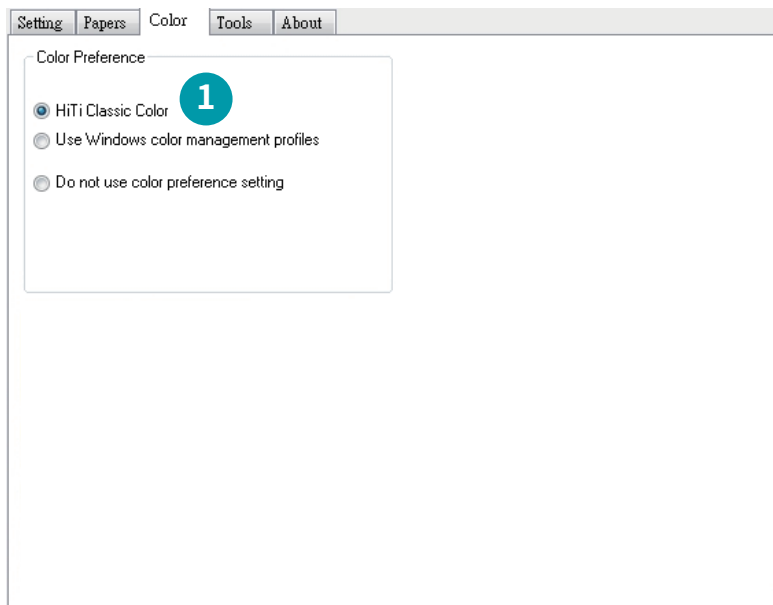 Setting Papers Color Tools About
Color Preference
HiTi Classic Color 1
Use Windows color management profiles
Do not use color preference setting